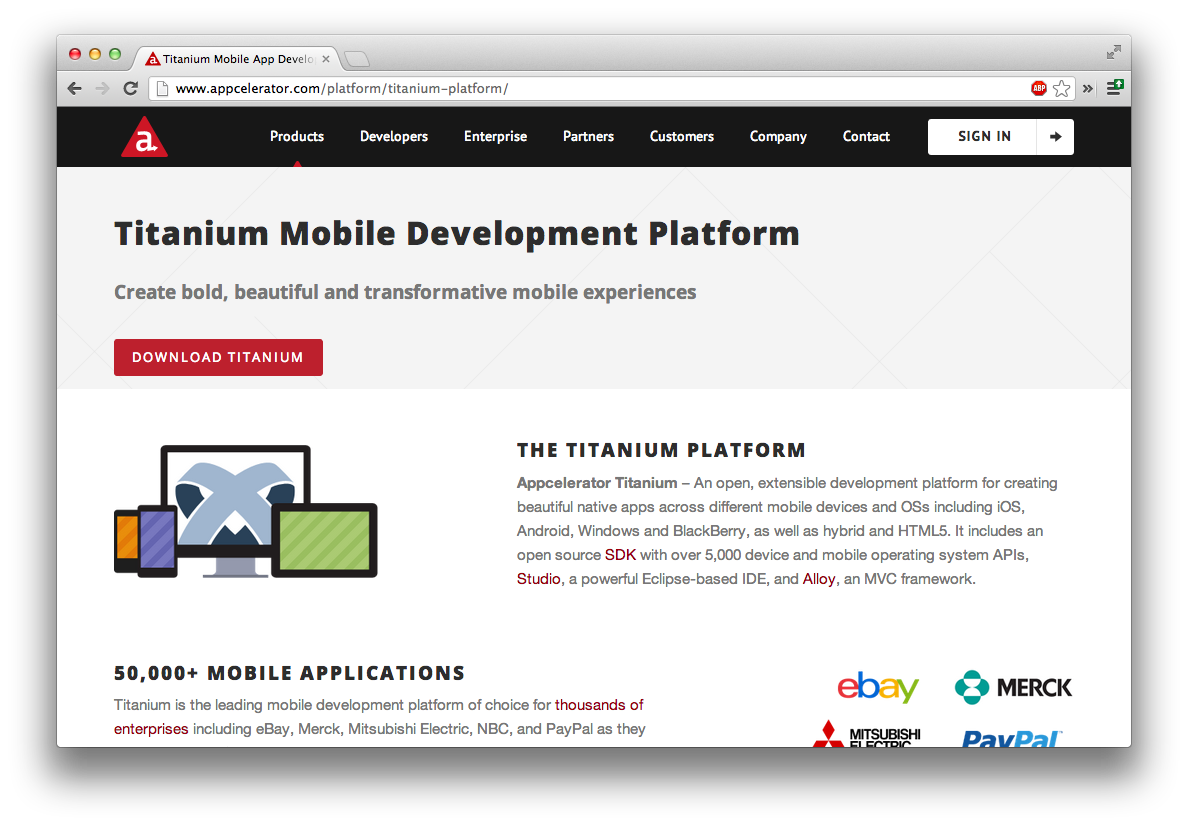 Titanium Mobile App Develo
www.appcelerator.com/platform/titanium-platform/
ABP
a.
Products Developers Enterprise Partners Customers Company Contact SIGN IN
Titanium Mobile Development Platform
Create bold, beautiful and transformative mobile experiences
DOWNLOAD TITANIUM
THE TITANIUM PLATFORM
Appcelerator Titanium – An open, extensible development platform for creating
beautiful native apps across different mobile devices and OSs including iOS,
Android, Windows and BlackBerry, as well as hybrid and HTML5. It includes an
open source SDK with over 5,000 device and mobile operating system APIs,
Studio, a powerful Eclipse-based IDE, and Alloy, an MVC framework.
50,000+ MOBILE APPLICATIONS
Titanium is the leading mobile development platform of choice for thousands of
enterprises including eBay, Merck, Mitsubishi Electric, NBC, and PayPal as they
ebay MERCK
MITSUBISHI
ELECTRIC
PayPal